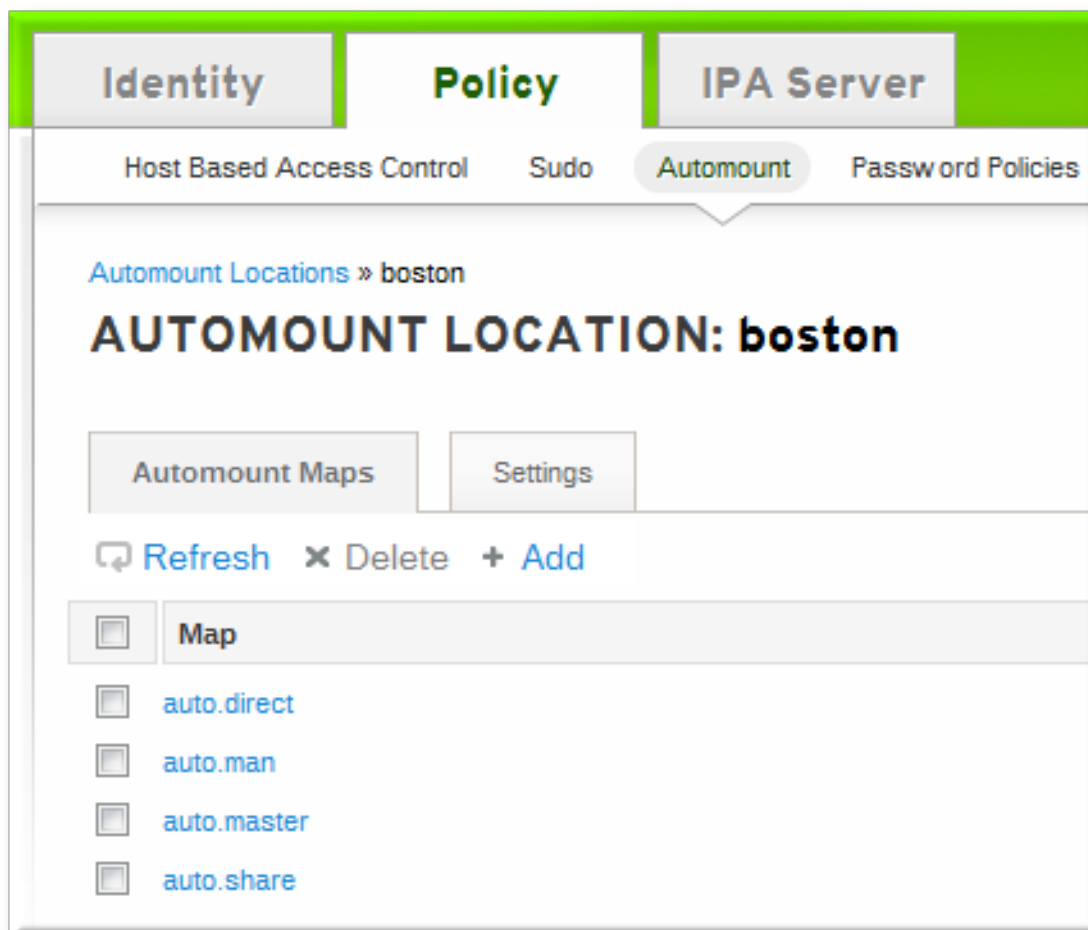 Identity Policy IPA Server
Host Based Access Control Sudo Automount Password Policies
Automount Locations » boston
AUTOMOUNT LOCATION: boston
Automount Maps Settings
Refresh Delete + Add
Map
auto.direct
auto.man
auto.master
auto.share